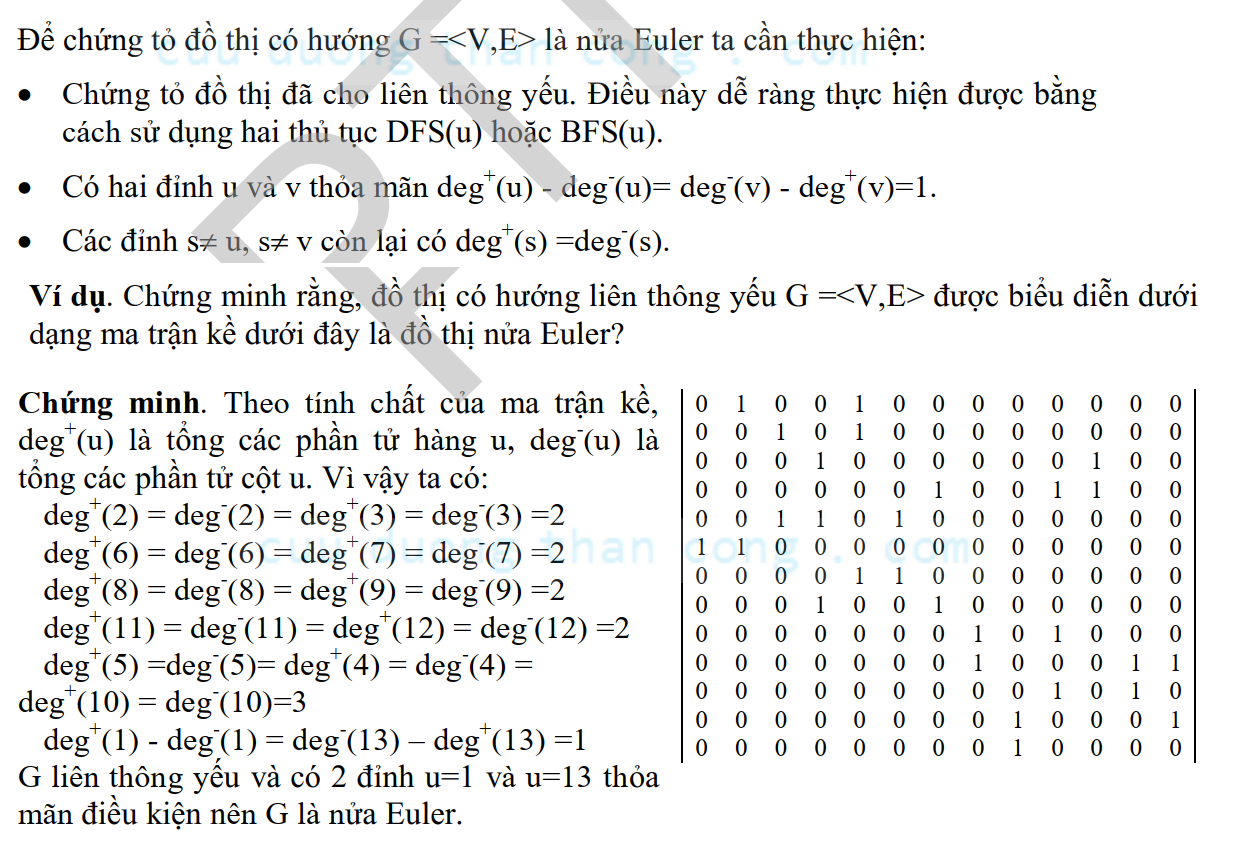 Để chứng tỏ đồ thị có hướng G =<V,E> là nửa Euler ta cần thực hiện:
• Chứng tỏ đồ thị đã cho liên thông yếu. Điều này dễ ràng thực hiện được bằng
cách sử dụng hai thủ tục DFS(u) hoặc BFS(u).
• Có hai đỉnh u và v thỏa mãn deg⁺(u) - deg⁻(u)= deg⁻(v) - deg⁺(v)=1.
• Các đỉnh s≠ u, s≠ v còn lại có deg⁺(s) =deg⁻(s).
Ví dụ. Chứng minh rằng, đồ thị có hướng liên thông yếu G =<V,E> được biểu diễn dưới
dạng ma trận kề dưới đây là đồ thị nửa Euler?
Chứng minh. Theo tính chất của ma trận kề,
deg⁺(u) là tổng các phần tử hàng u, deg⁻(u) là
tổng các phần tử cột u. Vì vậy ta có:
deg⁺(2) = deg⁻(2) = deg⁺(3) = deg⁻(3) =2
deg⁺(6) = deg⁻(6) = deg⁺(7) = deg⁻(7) =2
deg⁺(8) = deg⁻(8) = deg⁺(9) = deg⁻(9) =2
deg⁺(11) = deg⁻(11) = deg⁺(12) = deg⁻(12) =2
deg⁺(5) =deg⁻(5)= deg⁺(4) = deg⁻(4) =
deg⁺(10) = deg⁻(10)=3
deg⁺(1) - deg⁻(1) = deg⁻(13) – deg⁺(13) =1
G liên thông yếu và có 2 đỉnh u=1 và u=13 thỏa
mãn điều kiện nên G là nửa Euler.
0 1 0 0 1 0 0 0 0 0 0 0 0
0 0 1 0 1 0 0 0 0 0 0 0 0
0 0 0 1 0 0 0 0 0 0 1 0 0
0 0 0 0 0 0 1 0 0 1 1 0 0
0 0 1 1 0 1 0 0 0 0 0 0 0
1 1 0 0 0 0 0 0 0 0 0 0 0
0 0 0 0 1 1 0 0 0 0 0 0 0
0 0 0 1 0 0 1 0 0 0 0 0 0
0 0 0 0 0 0 0 1 0 1 0 0 0
0 0 0 0 0 0 0 1 0 0 0 1 1
0 0 0 0 0 0 0 0 0 1 0 1 0
0 0 0 0 0 0 0 0 1 0 0 0 1
0 0 0 0 0 0 0 0 1 0 0 0 0
cuu duong than cong . com
cuu duong than cong . com
PTI